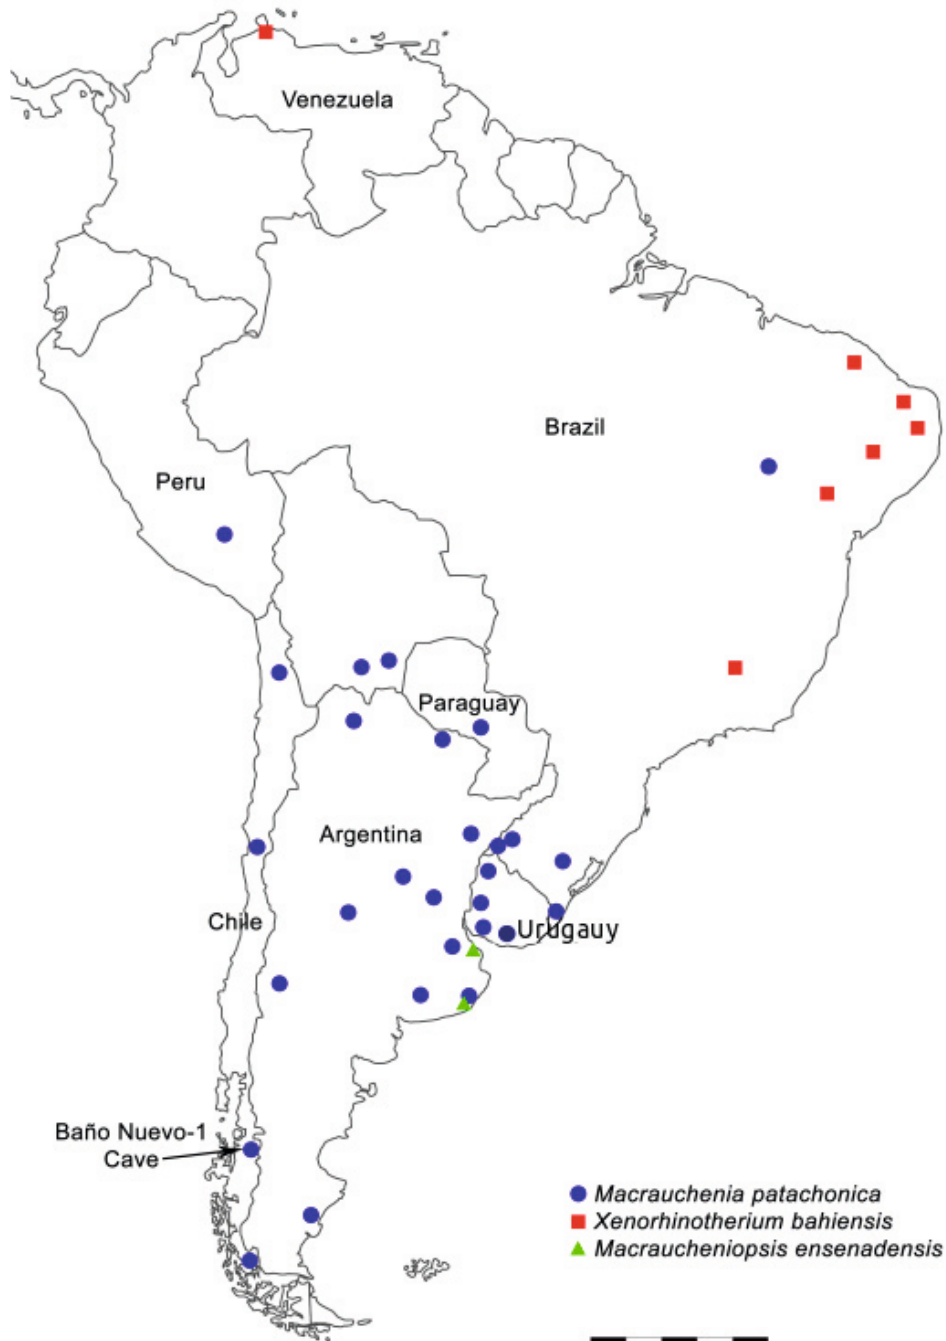 Venezuela
Brazil
Peru
Paraguay
Argentina
Chile
Urugauy
Baño Nuevo-1
Cave
Macrauchenia patachonica
Xenorhinotherium bahiensis
Macraucheniopsis ensenadensis